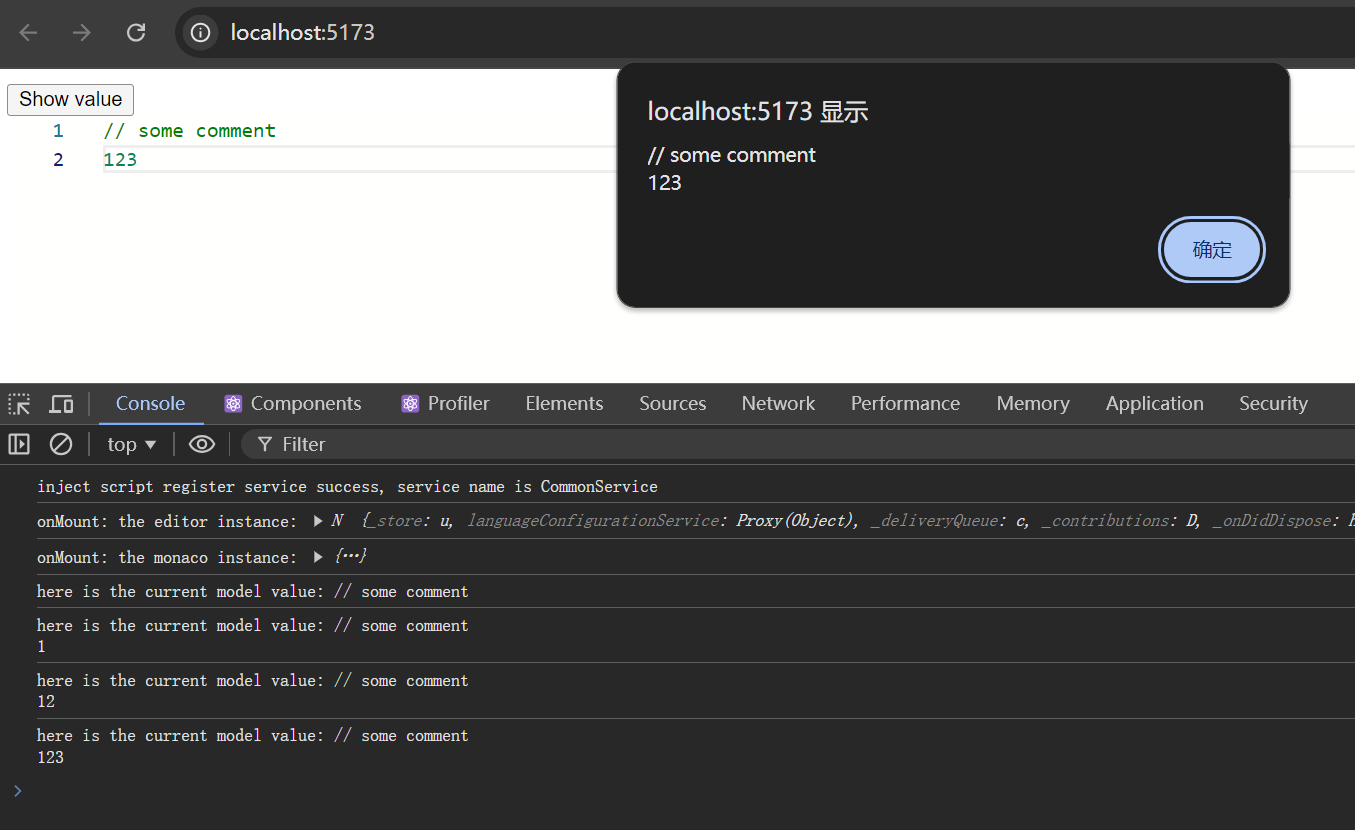 localhost:5173
Show value
1 // some comment
2 123
localhost:5173 显示
// some comment
123
确定
Console Components Profiler Elements Sources Network Performance Memory Application Security
top Filter
inject script register service success, service name is CommonService
onMount: the editor instance: N {_store: u, languageConfigurationService: Proxy(Object), _deliveryQueue: c, _contributions: D, _onDidDispose:
onMount: the monaco instance: {…}
here is the current model value: // some comment
here is the current model value: // some comment
1
here is the current model value: // some comment
12
here is the current model value: // some comment
123